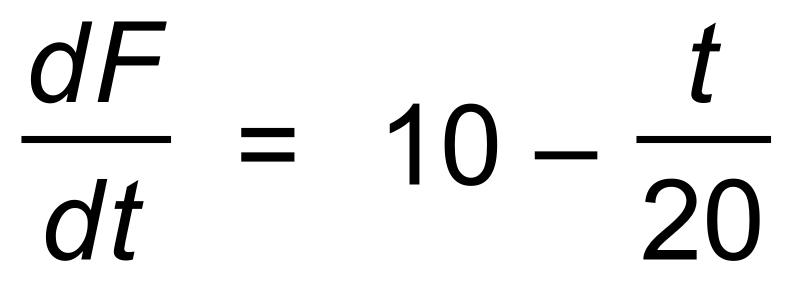 dF/dt = 10 – t/20